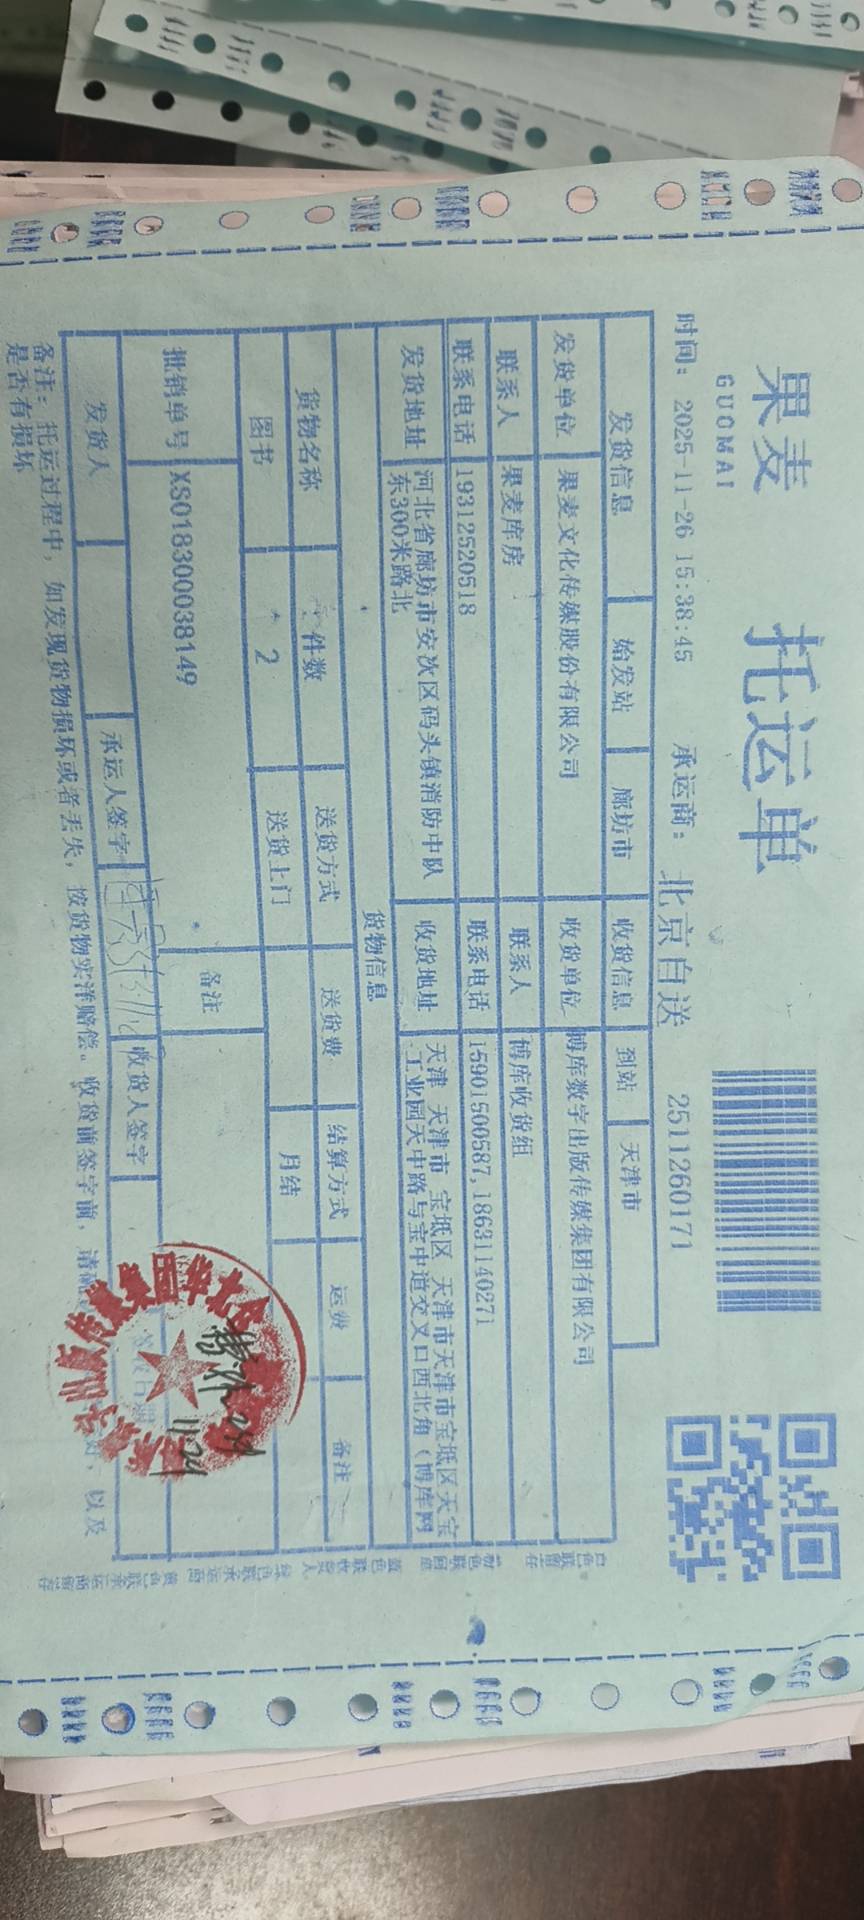 果麦
GUOMAI
托运单
时间： 2025-11-26 15:38:45 承运商： 北京自送 2511260171
发货信息 始发站 廊坊市 收货信息 到站 天津市
发货单位 果麦文化传媒股份有限公司 收货单位 博库数字出版传媒集团有限公司
联系人 果麦库房 联系人 博库收货组
联系电话 19312520518 联系电话 15901500587,18631140271
发货地址 河北省廊坊市安次区码头镇消防中队 收货地址 天津 天津市 宝坻区 天津市天津市宝坻区天宝
东300米路北 工业园天中路与宝中道交叉口西北角（博库网
货物信息
货物名称 件数 送货方式 送货费 结算方式 运费 备注
图书 2 送货上门 月结
批销单号 XS018300038149 备注
发货人 承运人签字 收货人签字
备注：托运过程中，如发现货物损坏或者丢失，按货物实洋赔偿。收货前签字前，请 以及
是否有损坏